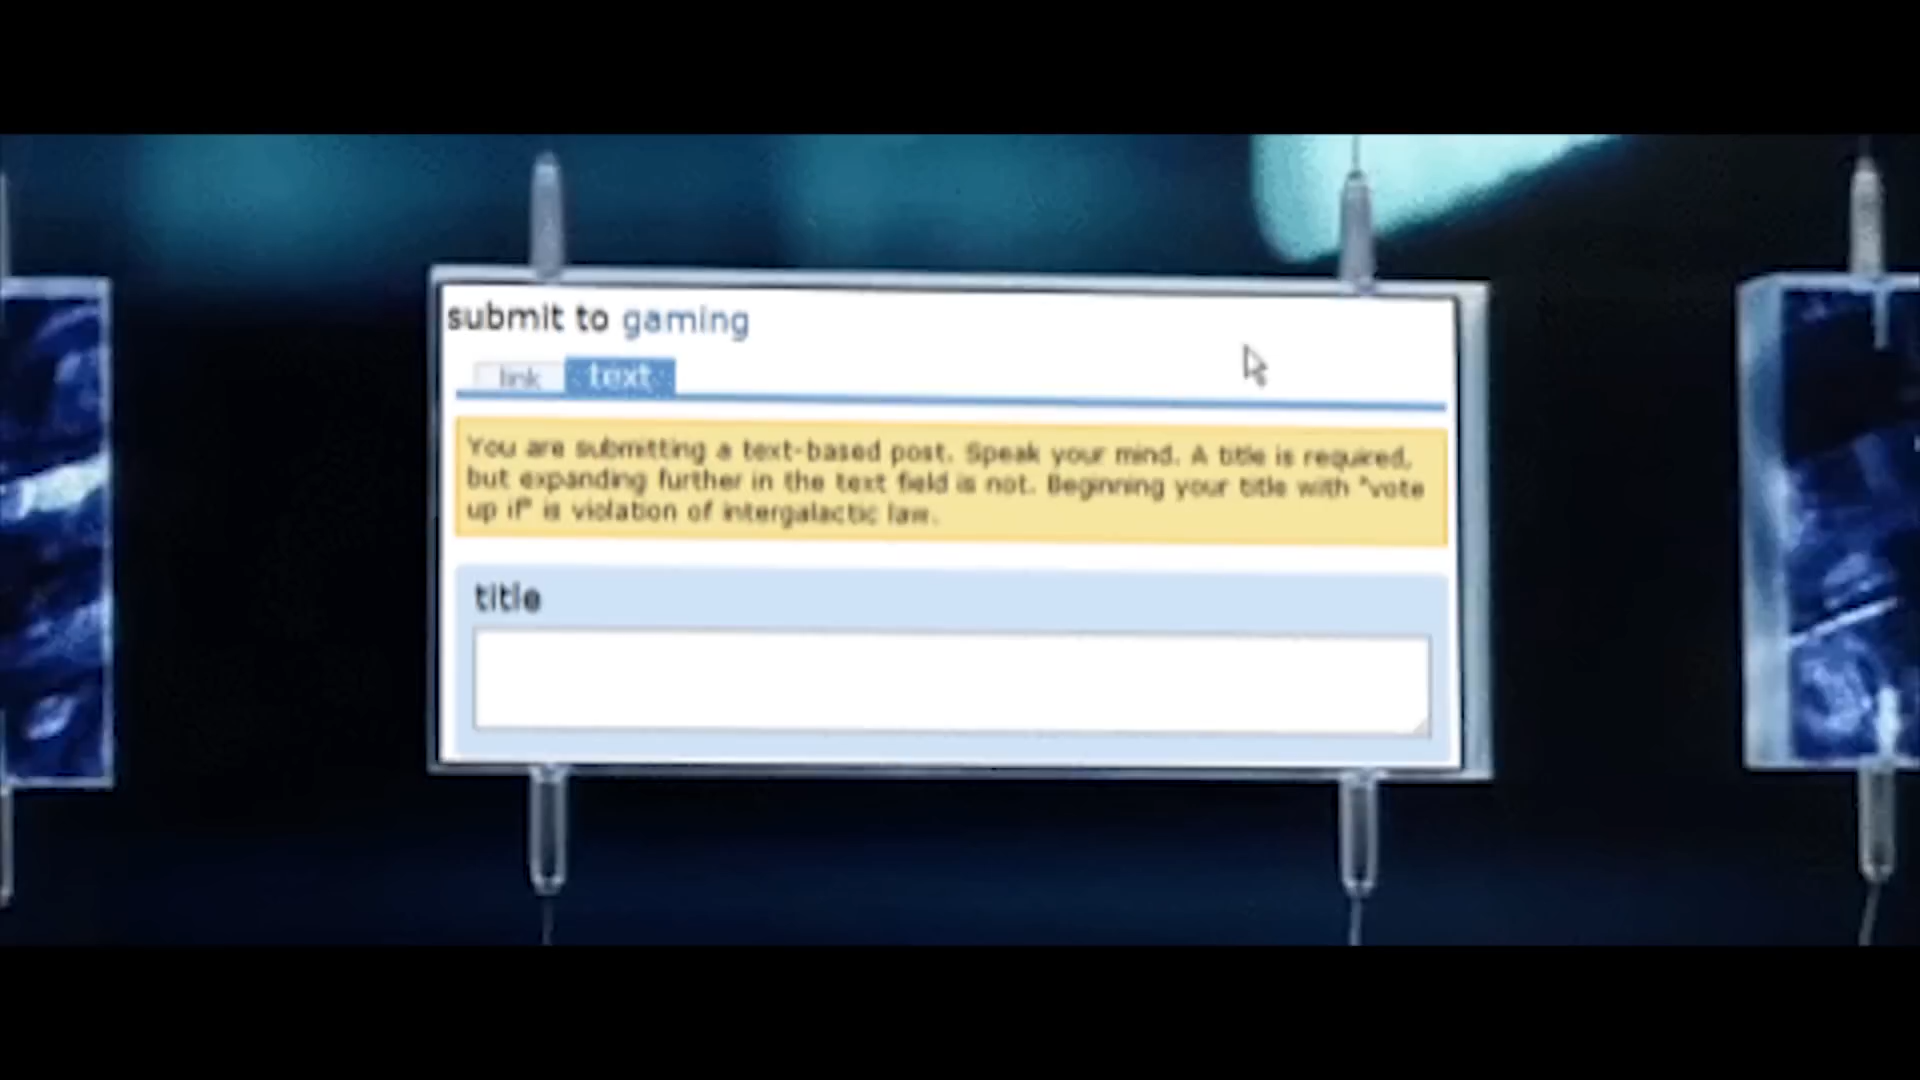 submit to gaming
link text
You are submitting a text-based post. Speak your mind. A title is required,
but expanding further in the text field is not. Beginning your title with "vote
up if" is violation of intergalactic law.
title